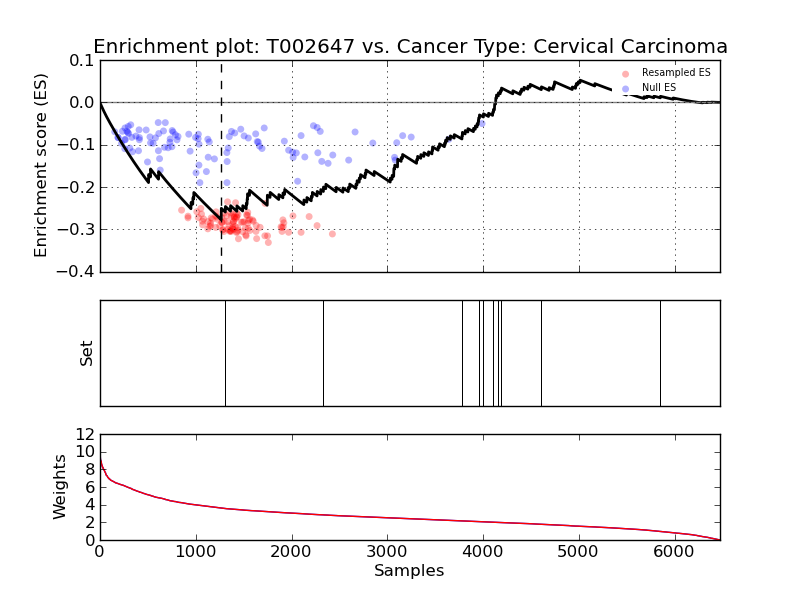 Enrichment plot: T002647 vs. Cancer Type: Cervical Carcinoma
0.1
0.0
−0.1
−0.2
−0.3
−0.4
Enrichment score (ES)
Resampled ES
Null ES
Set
12
10
8
6
4
2
0
Weights
0
1000
2000
3000
4000
5000
6000
Samples